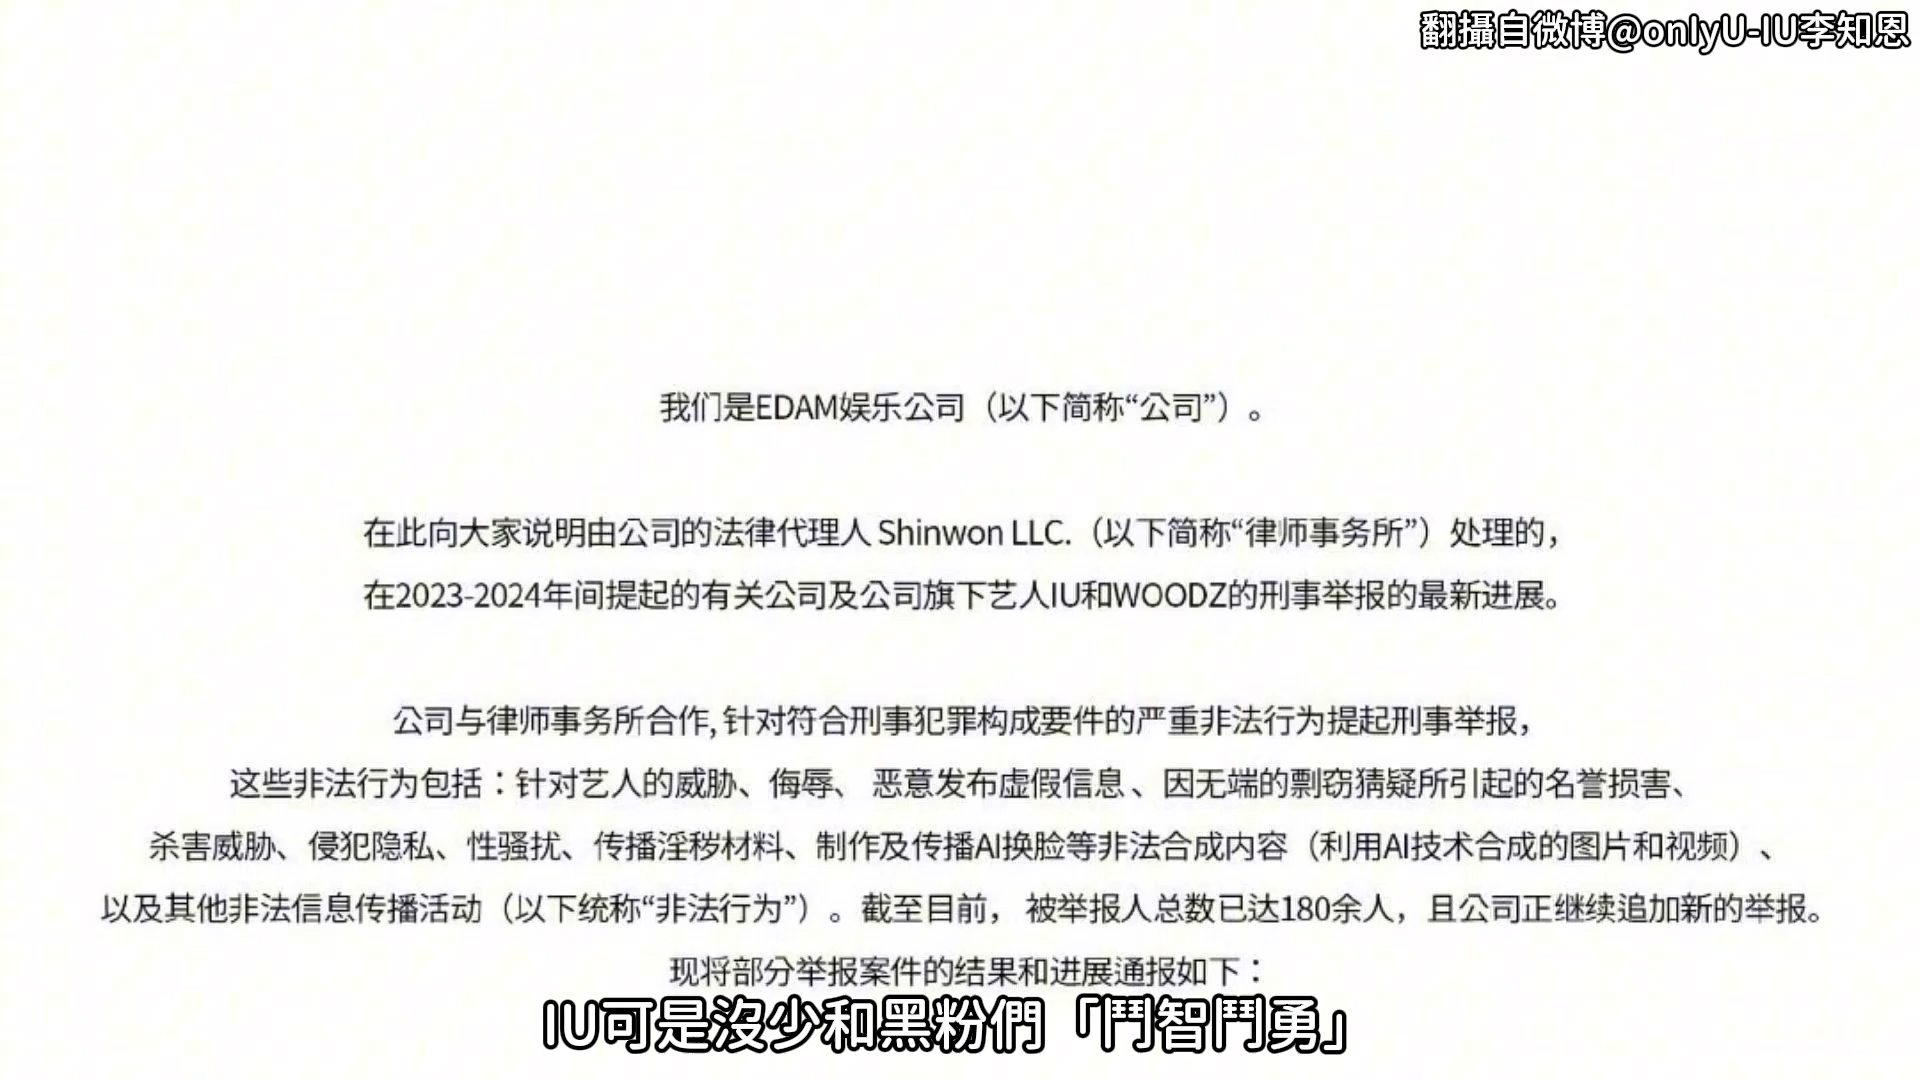 翻攝自微博@onlyU-IU李知恩
我们是EDAM娱乐公司（以下简称“公司”）。
在此向大家说明由公司的法律代理人 Shinwon LLC.（以下简称“律师事务所”）处理的，
在2023-2024年间提起的有关公司及公司旗下艺人IU和WOODZ的刑事举报的最新进展。
公司与律师事务所合作, 针对符合刑事犯罪构成要件的严重非法行为提起刑事举报，
这些非法行为包括：针对艺人的威胁、侮辱、 恶意发布虚假信息、因无端的剽窃猜疑所引起的名誉损害、
杀害威胁、侵犯隐私、性骚扰、传播淫秽材料、制作及传播AI换脸等非法合成内容（利用AI技术合成的图片和视频）、
以及其他非法信息传播活动（以下统称“非法行为”）。截至目前， 被举报人总数已达180余人，且公司正继续追加新的举报。
现将部分举报案件的结果和进展通报如下：
IU可是沒少和黑粉們「鬥智鬥勇」